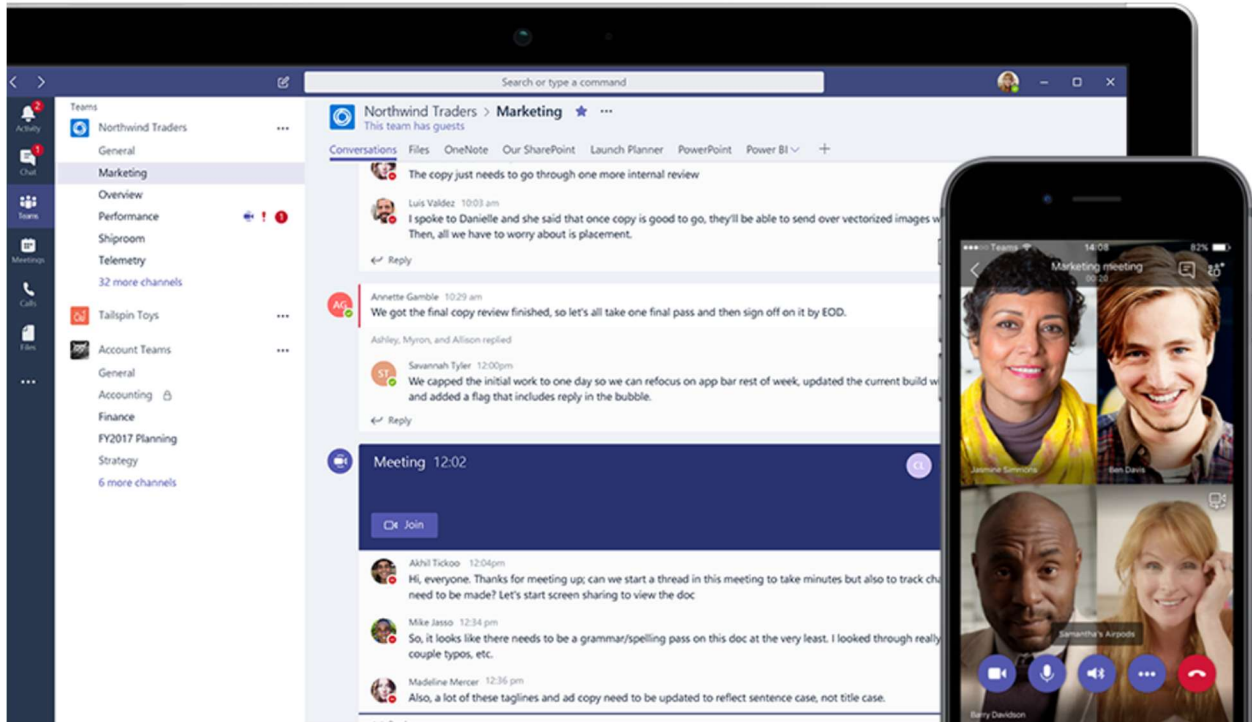 Search or type a command
2
Activity
1
Chat
Teams
Meetings
Calls
Files
Teams
Northwind Traders
General
Marketing
Overview
Performance
! 1
Shiproom
Telemetry
32 more channels
Tailspin Toys
Account Teams
General
Accounting
Finance
FY2017 Planning
Strategy
6 more channels
Northwind Traders > Marketing
This team has guests
Conversations Files OneNote Our SharePoint Launch Planner PowerPoint Power BI
The copy just needs to go through one more internal review
Luis Valdez 10:03 am
I spoke to Danielle and she said that once copy is good to go, they'll be able to send over vectorized images w
Then, all we have to worry about is placement.
Reply
AG
Annette Gamble 10:29 am
We got the final copy review finished, so let's all take one final pass and then sign off on it by EOD.
Ashley, Myron, and Allison replied
ST
Savannah Tyler 12:00pm
We capped the initial work to one day so we can refocus on app bar rest of week, updated the current build w
and added a flag that includes reply in the bubble.
Reply
Meeting 12:02
CL
Join
Akhil Tickoo 12:04pm
Hi, everyone. Thanks for meeting up; can we start a thread in this meeting to take minutes but also to track cha
need to be made? Let's start screen sharing to view the doc
Mike Jasso 12:34 pm
So, it looks like there needs to be a grammar/spelling pass on this doc at the very least. I looked through really
couple typos, etc.
Madeline Mercer 12:36 pm
Also, a lot of these taglines and ad copy need to be updated to reflect sentence case, not title case.
Teams 14:08 82%
Marketing meeting
00:20
Jasmine Simmons
Ben Davis
Samantha's Airpods
Barry Davidson